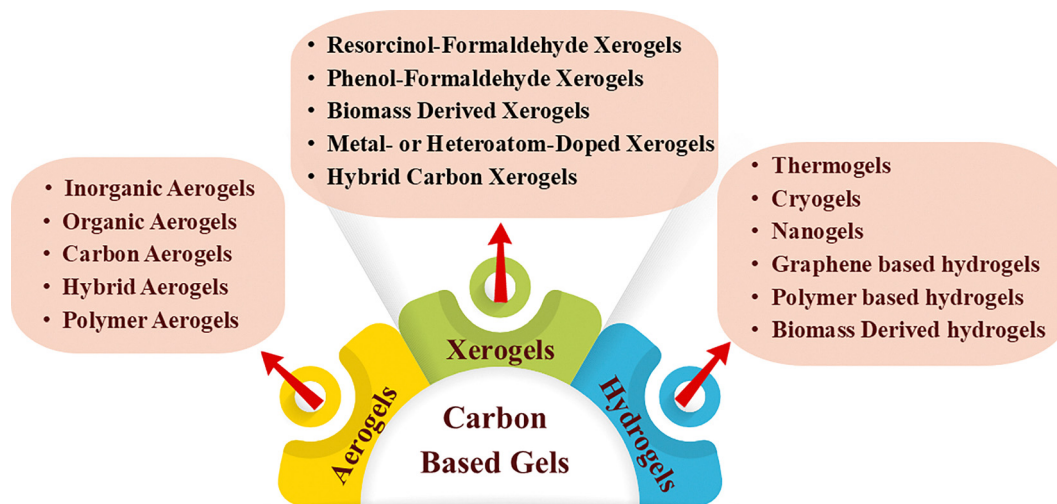 • Resorcinol-Formaldehyde Xerogels
• Phenol-Formaldehyde Xerogels
• Biomass Derived Xerogels
• Metal- or Heteroatom-Doped Xerogels
• Hybrid Carbon Xerogels
• Inorganic Aerogels
• Organic Aerogels
• Carbon Aerogels
• Hybrid Aerogels
• Polymer Aerogels
• Thermogels
• Cryogels
• Nanogels
• Graphene based hydrogels
• Polymer based hydrogels
• Biomass Derived hydrogels
Aerogels
Xerogels
Hydrogels
Carbon
Based Gels